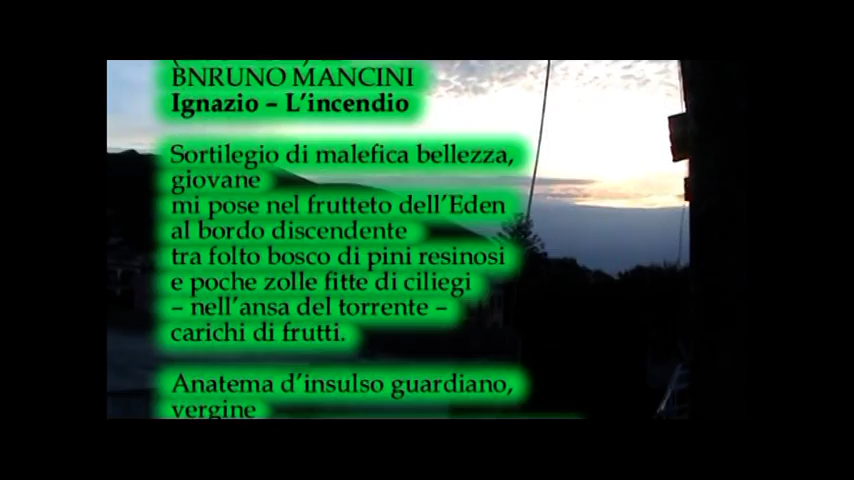 BNRUNO MANCINI
Ignazio – L'incendio
Sortilegio di malefica bellezza,
giovane
mi pose nel frutteto dell'Eden
al bordo discendente
tra folto bosco di pini resinosi
e poche zolle fitte di ciliegi
– nell'ansa del torrente –
carichi di frutti.
Anatema d'insulso guardiano,
vergine